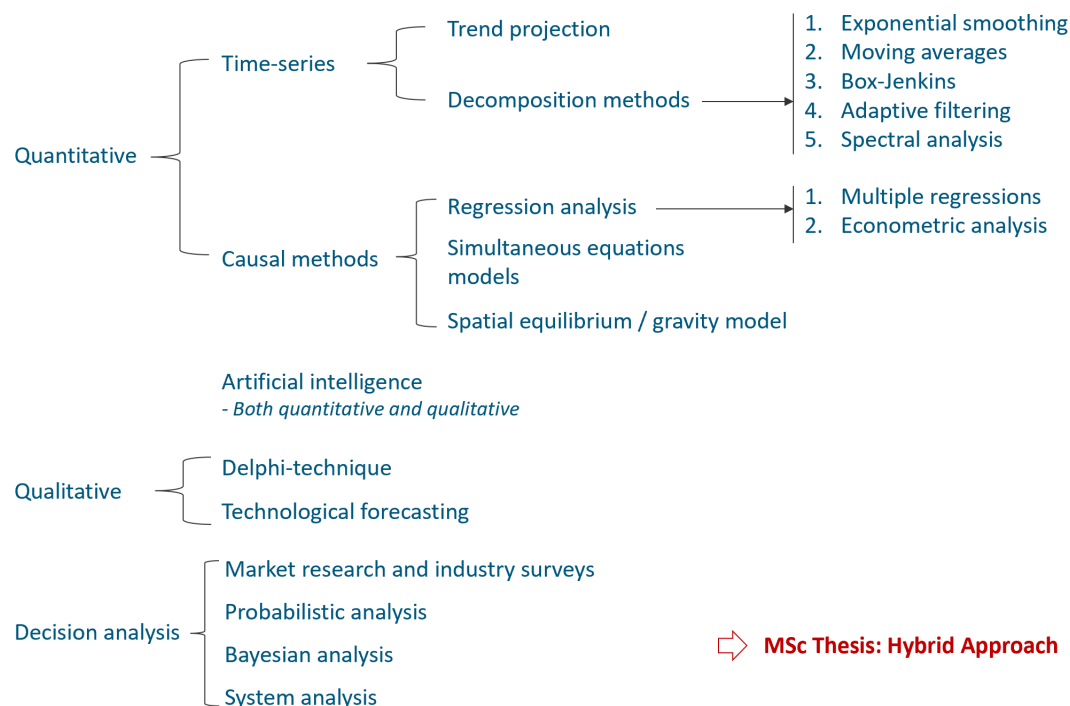 Quantitative
Time-series
Trend projection
Decomposition methods
1. Exponential smoothing
2. Moving averages
3. Box-Jenkins
4. Adaptive filtering
5. Spectral analysis
Causal methods
Regression analysis
1. Multiple regressions
2. Econometric analysis
Simultaneous equations
models
Spatial equilibrium / gravity model
Artificial intelligence
- Both quantitative and qualitative
Qualitative
Delphi-technique
Technological forecasting
Decision analysis
Market research and industry surveys
Probabilistic analysis
Bayesian analysis
System analysis
MSc Thesis: Hybrid Approach